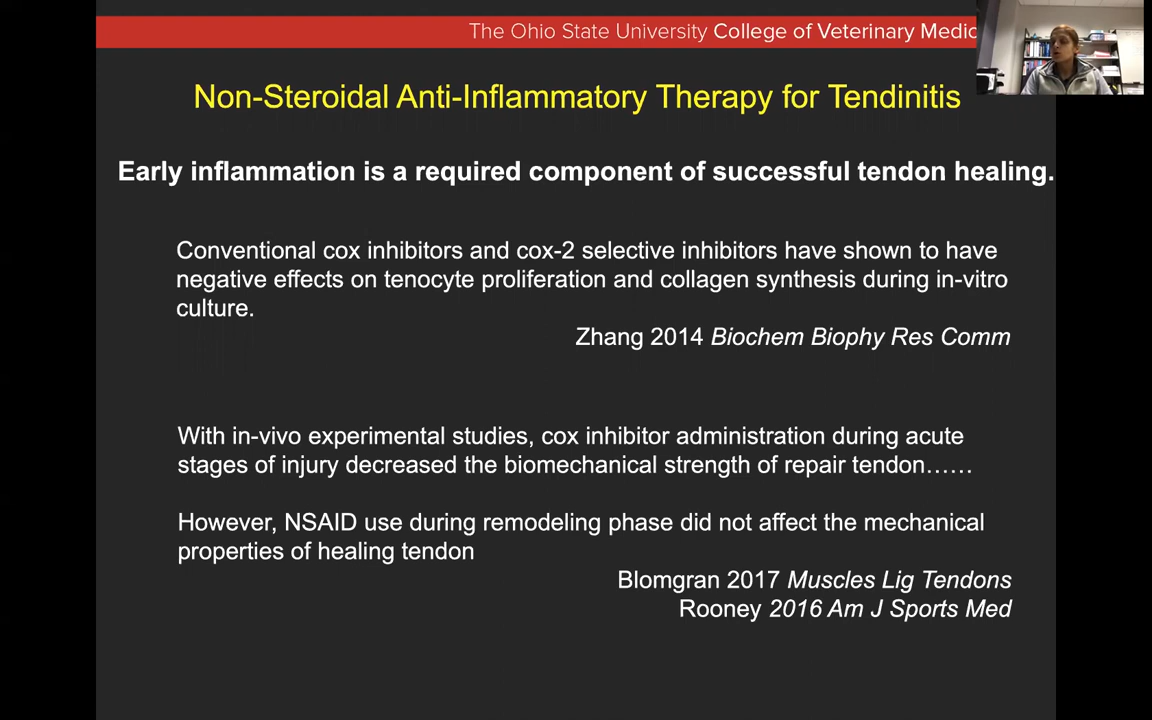 The Ohio State University College of Veterinary Medic
Non-Steroidal Anti-Inflammatory Therapy for Tendinitis
Early inflammation is a required component of successful tendon healing.
Conventional cox inhibitors and cox-2 selective inhibitors have shown to have
negative effects on tenocyte proliferation and collagen synthesis during in-vitro
culture.
Zhang 2014 Biochem Biophy Res Comm
With in-vivo experimental studies, cox inhibitor administration during acute
stages of injury decreased the biomechanical strength of repair tendon……
However, NSAID use during remodeling phase did not affect the mechanical
properties of healing tendon
Blomgran 2017 Muscles Lig Tendons
Rooney 2016 Am J Sports Med